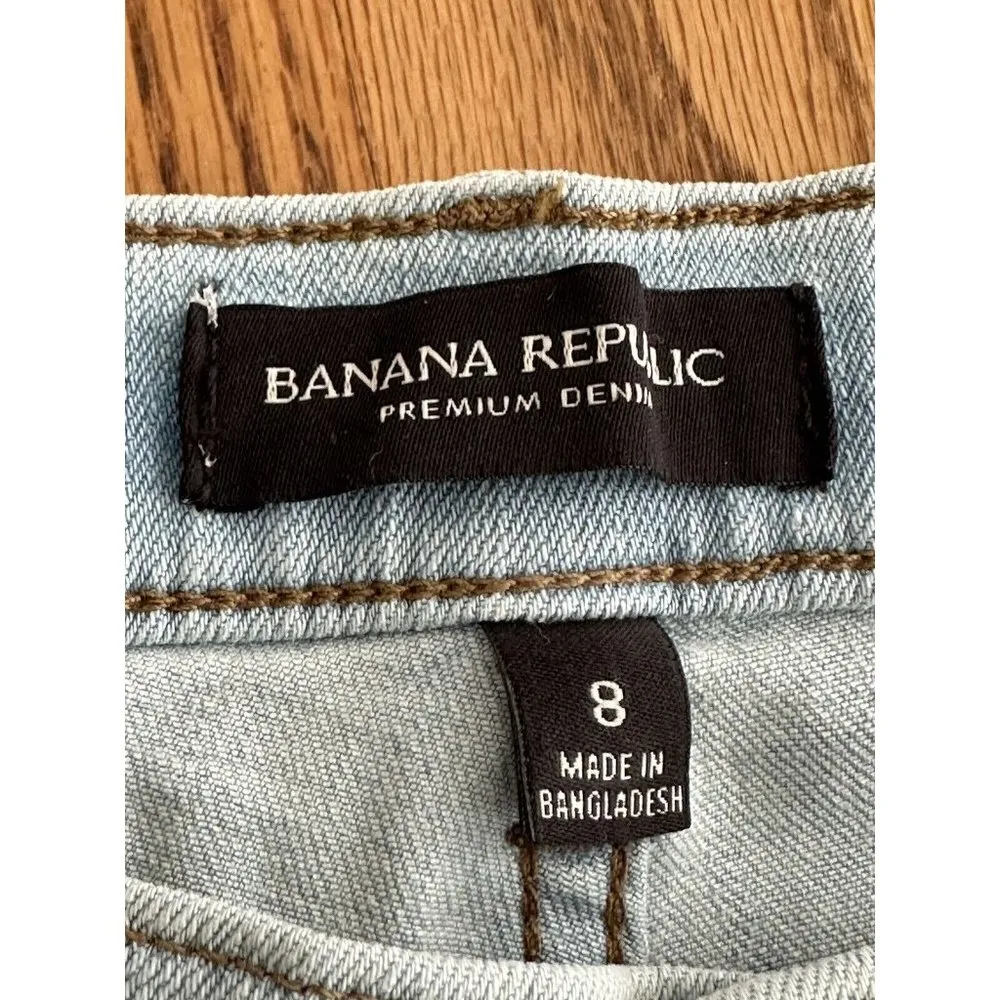 BANANA REPUBLIC
PREMIUM DENIM
8
MADE IN
BANGLADESH